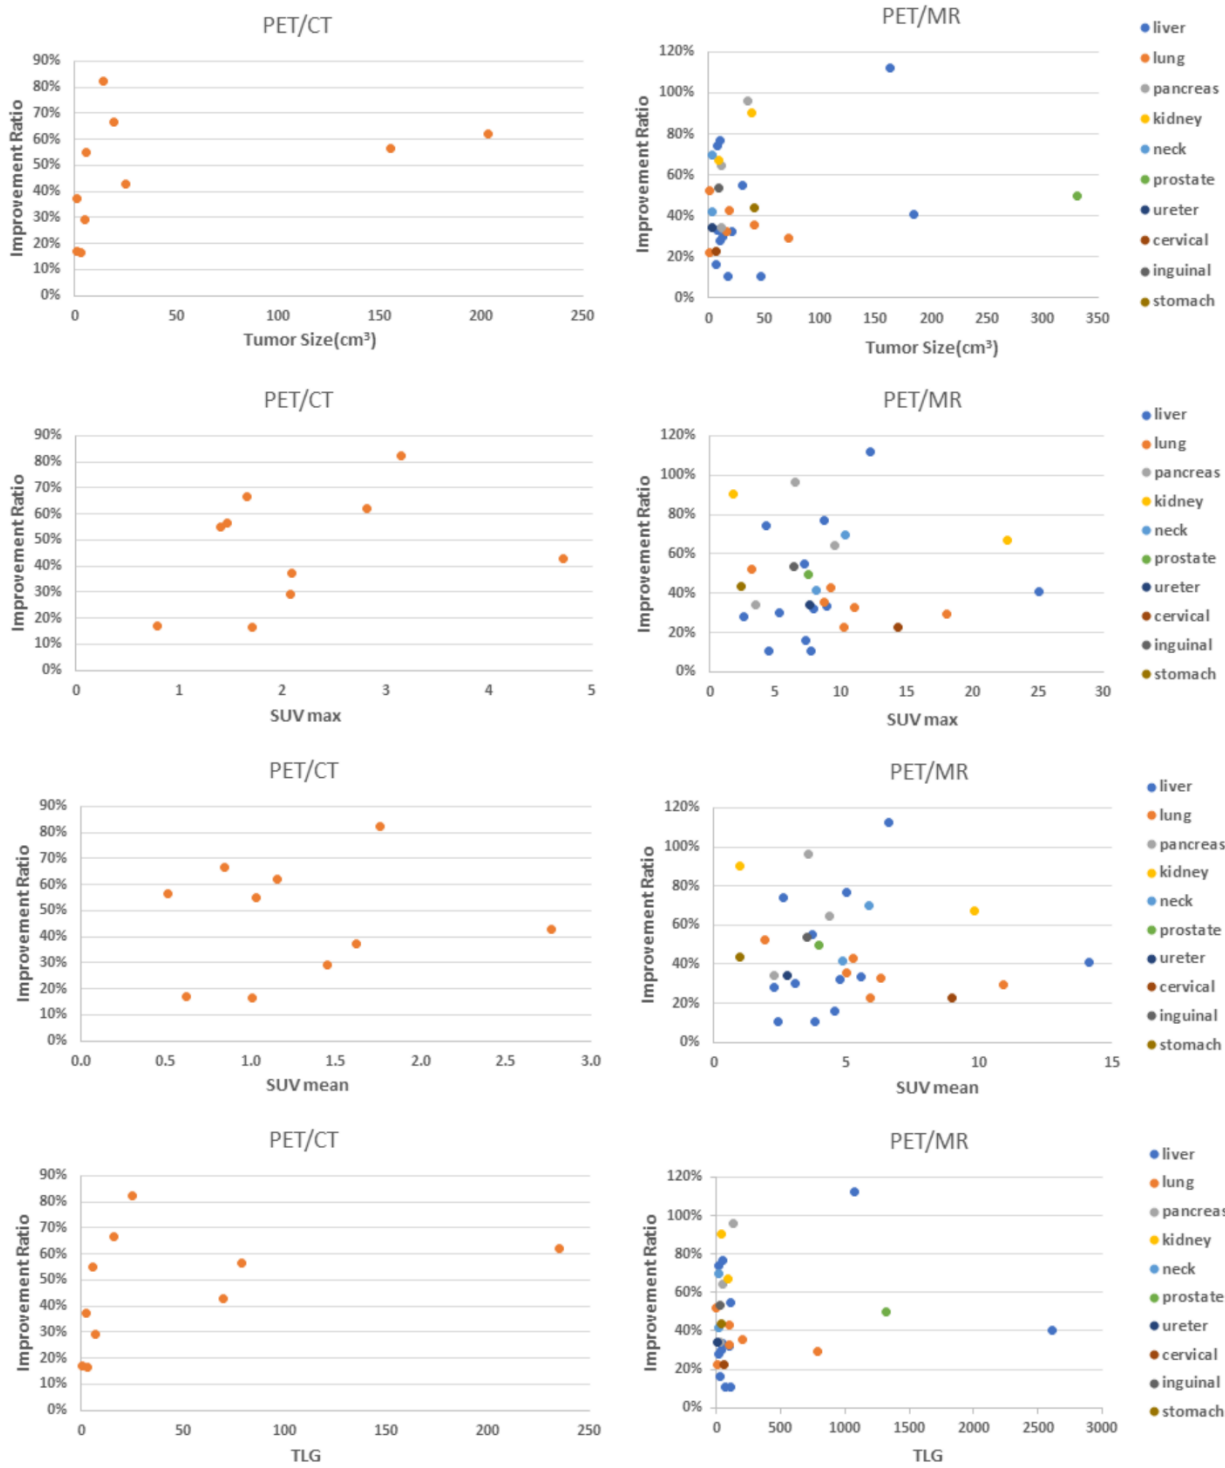 PET/CT
Improvement Ratio
90%
80%
70%
60%
50%
40%
30%
20%
10%
0%
0 50 100 150 200 250
Tumor Size(cm³)
PET/MR
Improvement Ratio
120%
100%
80%
60%
40%
20%
0%
0 50 100 150 200 250 300 350
Tumor Size(cm³)
liver
lung
pancreas
kidney
neck
prostate
ureter
cervical
inguinal
stomach
PET/CT
Improvement Ratio
90%
80%
70%
60%
50%
40%
30%
20%
10%
0%
0 1 2 3 4 5
SUV max
PET/MR
Improvement Ratio
120%
100%
80%
60%
40%
20%
0%
0 5 10 15 20 25 30
SUV max
liver
lung
pancreas
kidney
neck
prostate
ureter
cervical
inguinal
stomach
PET/CT
Improvement Ratio
90%
80%
70%
60%
50%
40%
30%
20%
10%
0%
0.0 0.5 1.0 1.5 2.0 2.5 3.0
SUV mean
PET/MR
Improvement Ratio
120%
100%
80%
60%
40%
20%
0%
0 5 10 15
SUV mean
liver
lung
pancreas
kidney
neck
prostate
ureter
cervical
inguinal
stomach
PET/CT
Improvement Ratio
90%
80%
70%
60%
50%
40%
30%
20%
10%
0%
0 50 100 150 200 250
TLG
PET/MR
Improvement Ratio
120%
100%
80%
60%
40%
20%
0%
0 500 1000 1500 2000 2500 3000
TLG
liver
lung
pancreas
kidney
neck
prostate
ureter
cervical
inguinal
stomach